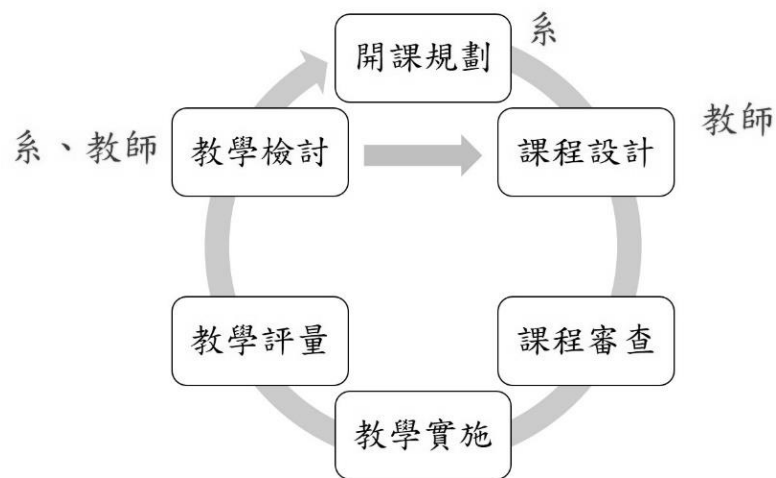 開課規劃
系
系、教師
教學檢討
課程設計
教師
教學評量
課程審查
教學實施